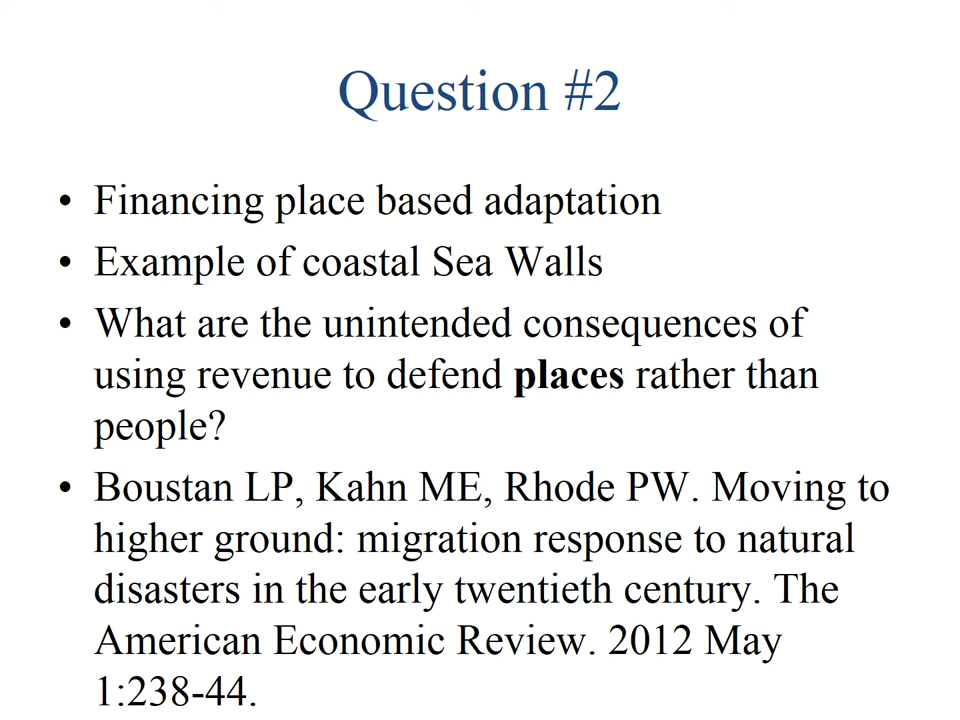 Question #2
• Financing place based adaptation
• Example of coastal Sea Walls
• What are the unintended consequences of
using revenue to defend places rather than
people?
• Boustan LP, Kahn ME, Rhode PW. Moving to
higher ground: migration response to natural
disasters in the early twentieth century. The
American Economic Review. 2012 May
1:238-44.